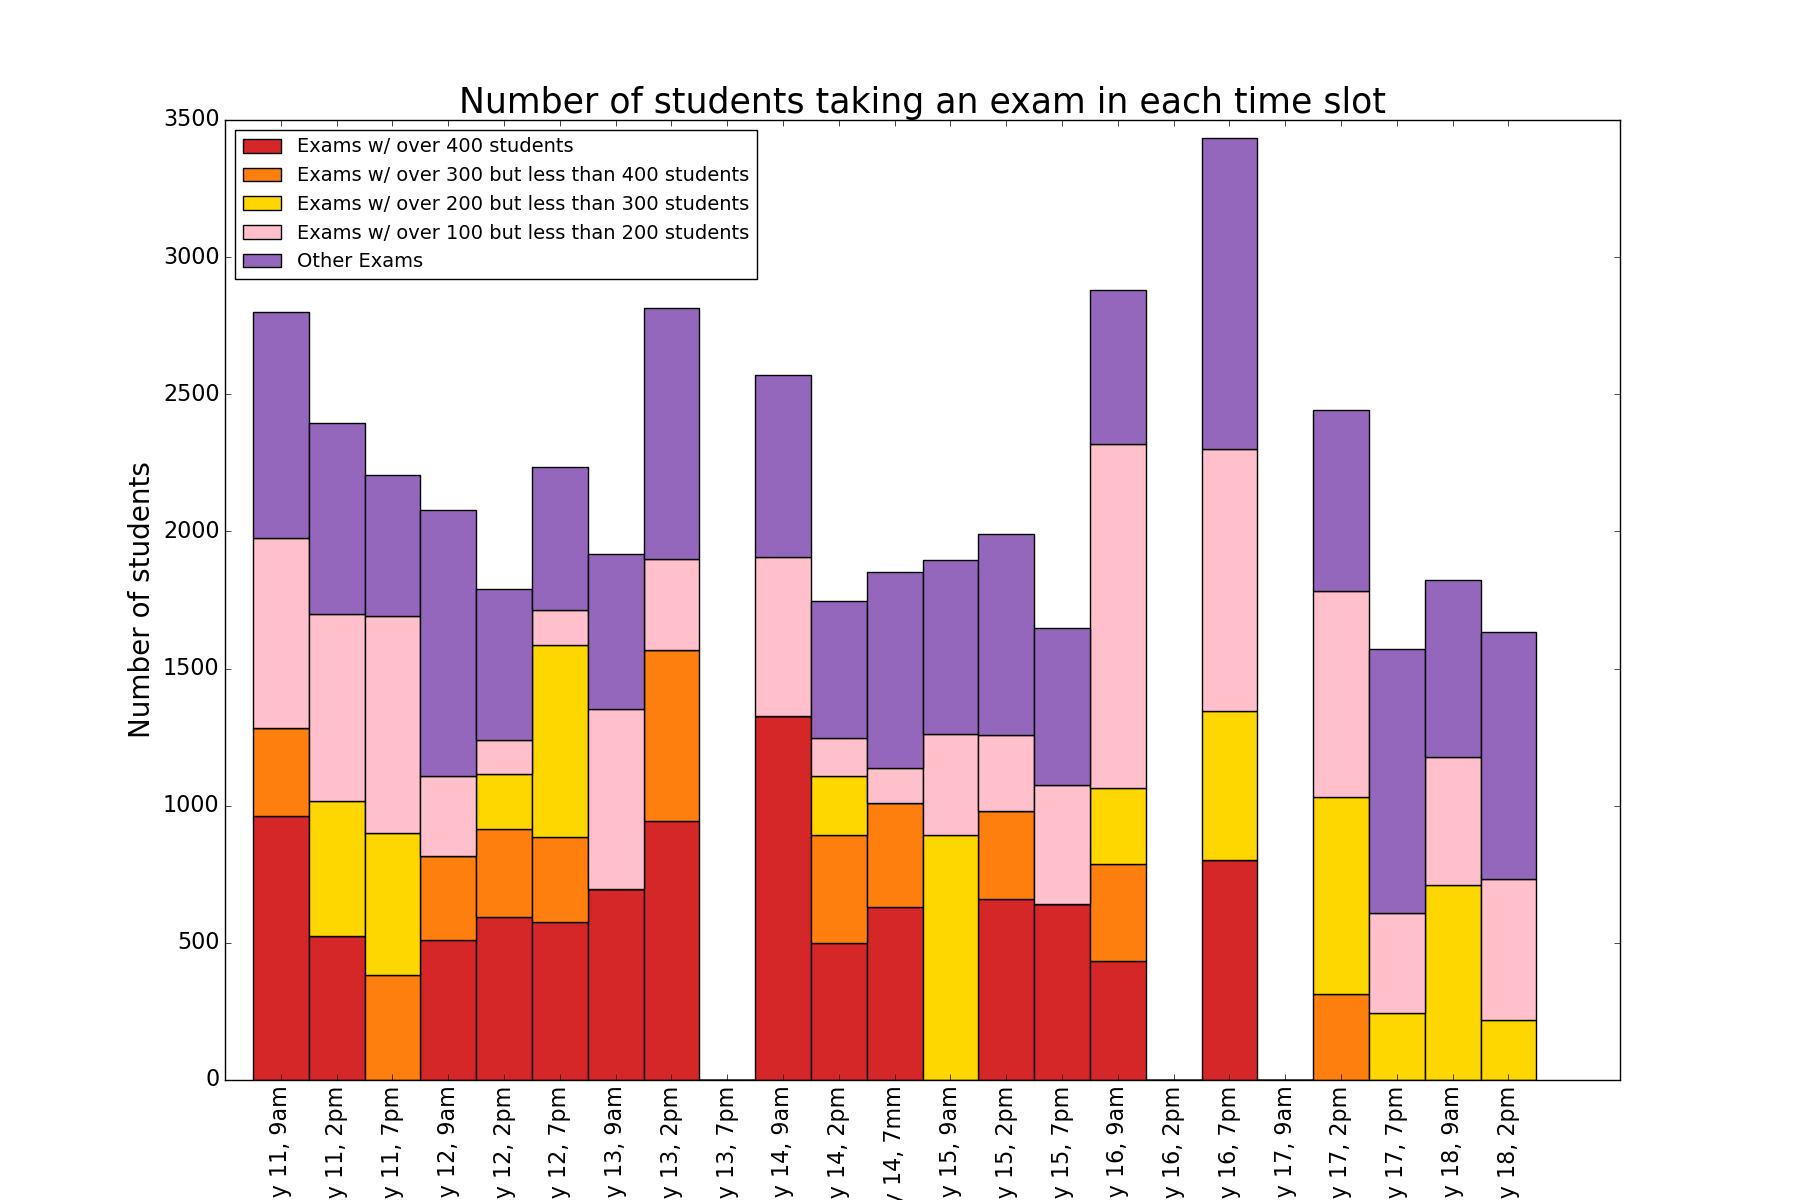 Number of students taking an exam in each time slot
Number of students
3500
3000
2500
2000
1500
1000
500
0
Exams w/ over 400 students
Exams w/ over 300 but less than 400 students
Exams w/ over 200 but less than 300 students
Exams w/ over 100 but less than 200 students
Other Exams
y 11, 9am
y 11, 2pm
y 11, 7pm
y 12, 9am
y 12, 2pm
y 12, 7pm
y 13, 9am
y 13, 2pm
y 13, 7pm
y 14, 9am
y 14, 2pm
y 14, 7mm
y 15, 9am
y 15, 2pm
y 15, 7pm
y 16, 9am
y 16, 2pm
y 16, 7pm
y 17, 9am
y 17, 2pm
y 17, 7pm
y 18, 9am
y 18, 2pm